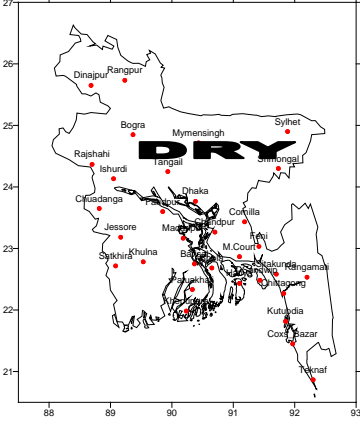 27
26
25
24
23
22
21
88
89
90
91
92
93
Dinajpur
Rangpur
Bogra
Mymensingh
Sylhet
DRY
Rajshahi
Ishurdi
Tangail
Srimongal
Chuadanga
Faridpur
Dhaka
Jessore
Chandpur
Comilla
Satkhira
Khulna
M.Court
Feni
Sitakunda
Rangamati
Chittagong
Patuakhali
Khepupara
Kutubdia
Coxs Bazar
Teknaf